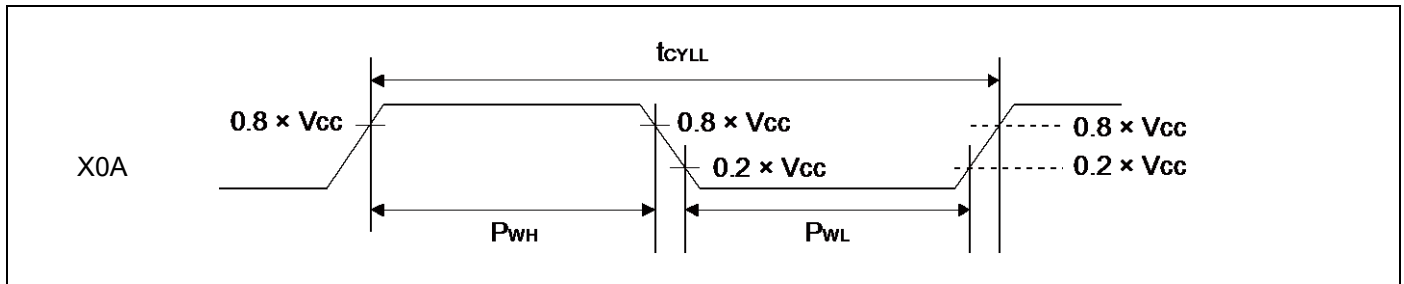 tCYLL
0.8 × Vcc
0.8 × Vcc
0.8 × Vcc
X0A
0.2 × Vcc
0.2 × Vcc
PWH
PWL